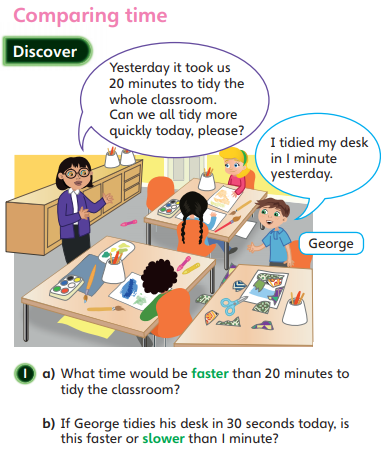 Comparing time
Discover
Yesterday it took us
20 minutes to tidy the
whole classroom.
Can we all tidy more
quickly today, please?
I tidied my desk
in 1 minute
yesterday.
George
1 a) What time would be faster than 20 minutes to
tidy the classroom?
b) If George tidies his desk in 30 seconds today, is
this faster or slower than 1 minute?